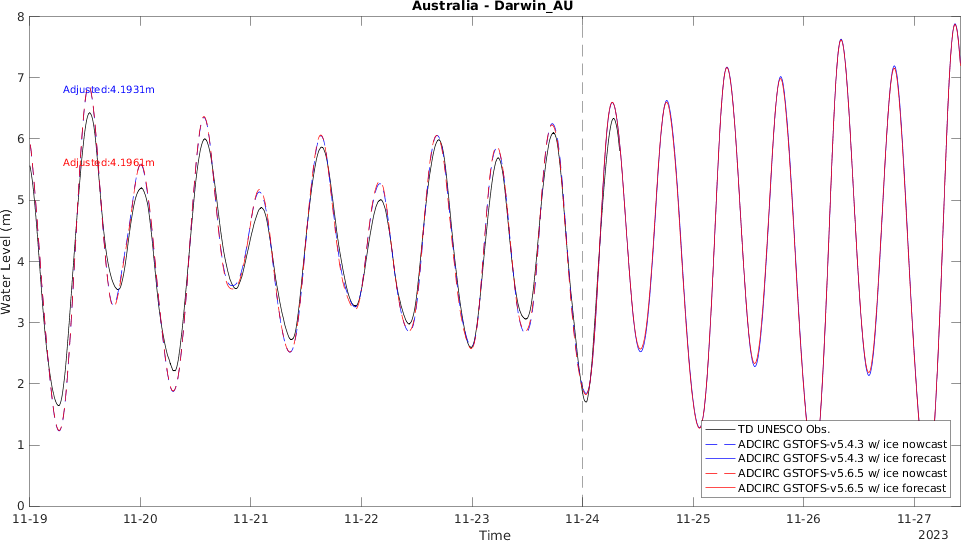 Australia - Darwin_AU
8
7
Adjusted:4.1931m
6
Adjusted:4.1961m
5
Water Level (m)
4
3
2
1
0
TD UNESCO Obs.
ADCIRC GSTOFS-v5.4.3 w/ ice nowcast
ADCIRC GSTOFS-v5.4.3 w/ ice forecast
ADCIRC GSTOFS-v5.6.5 w/ ice nowcast
ADCIRC GSTOFS-v5.6.5 w/ ice forecast
11-19 11-20 11-21 11-22 11-23 11-24 11-25 11-26 11-27
Time
2023